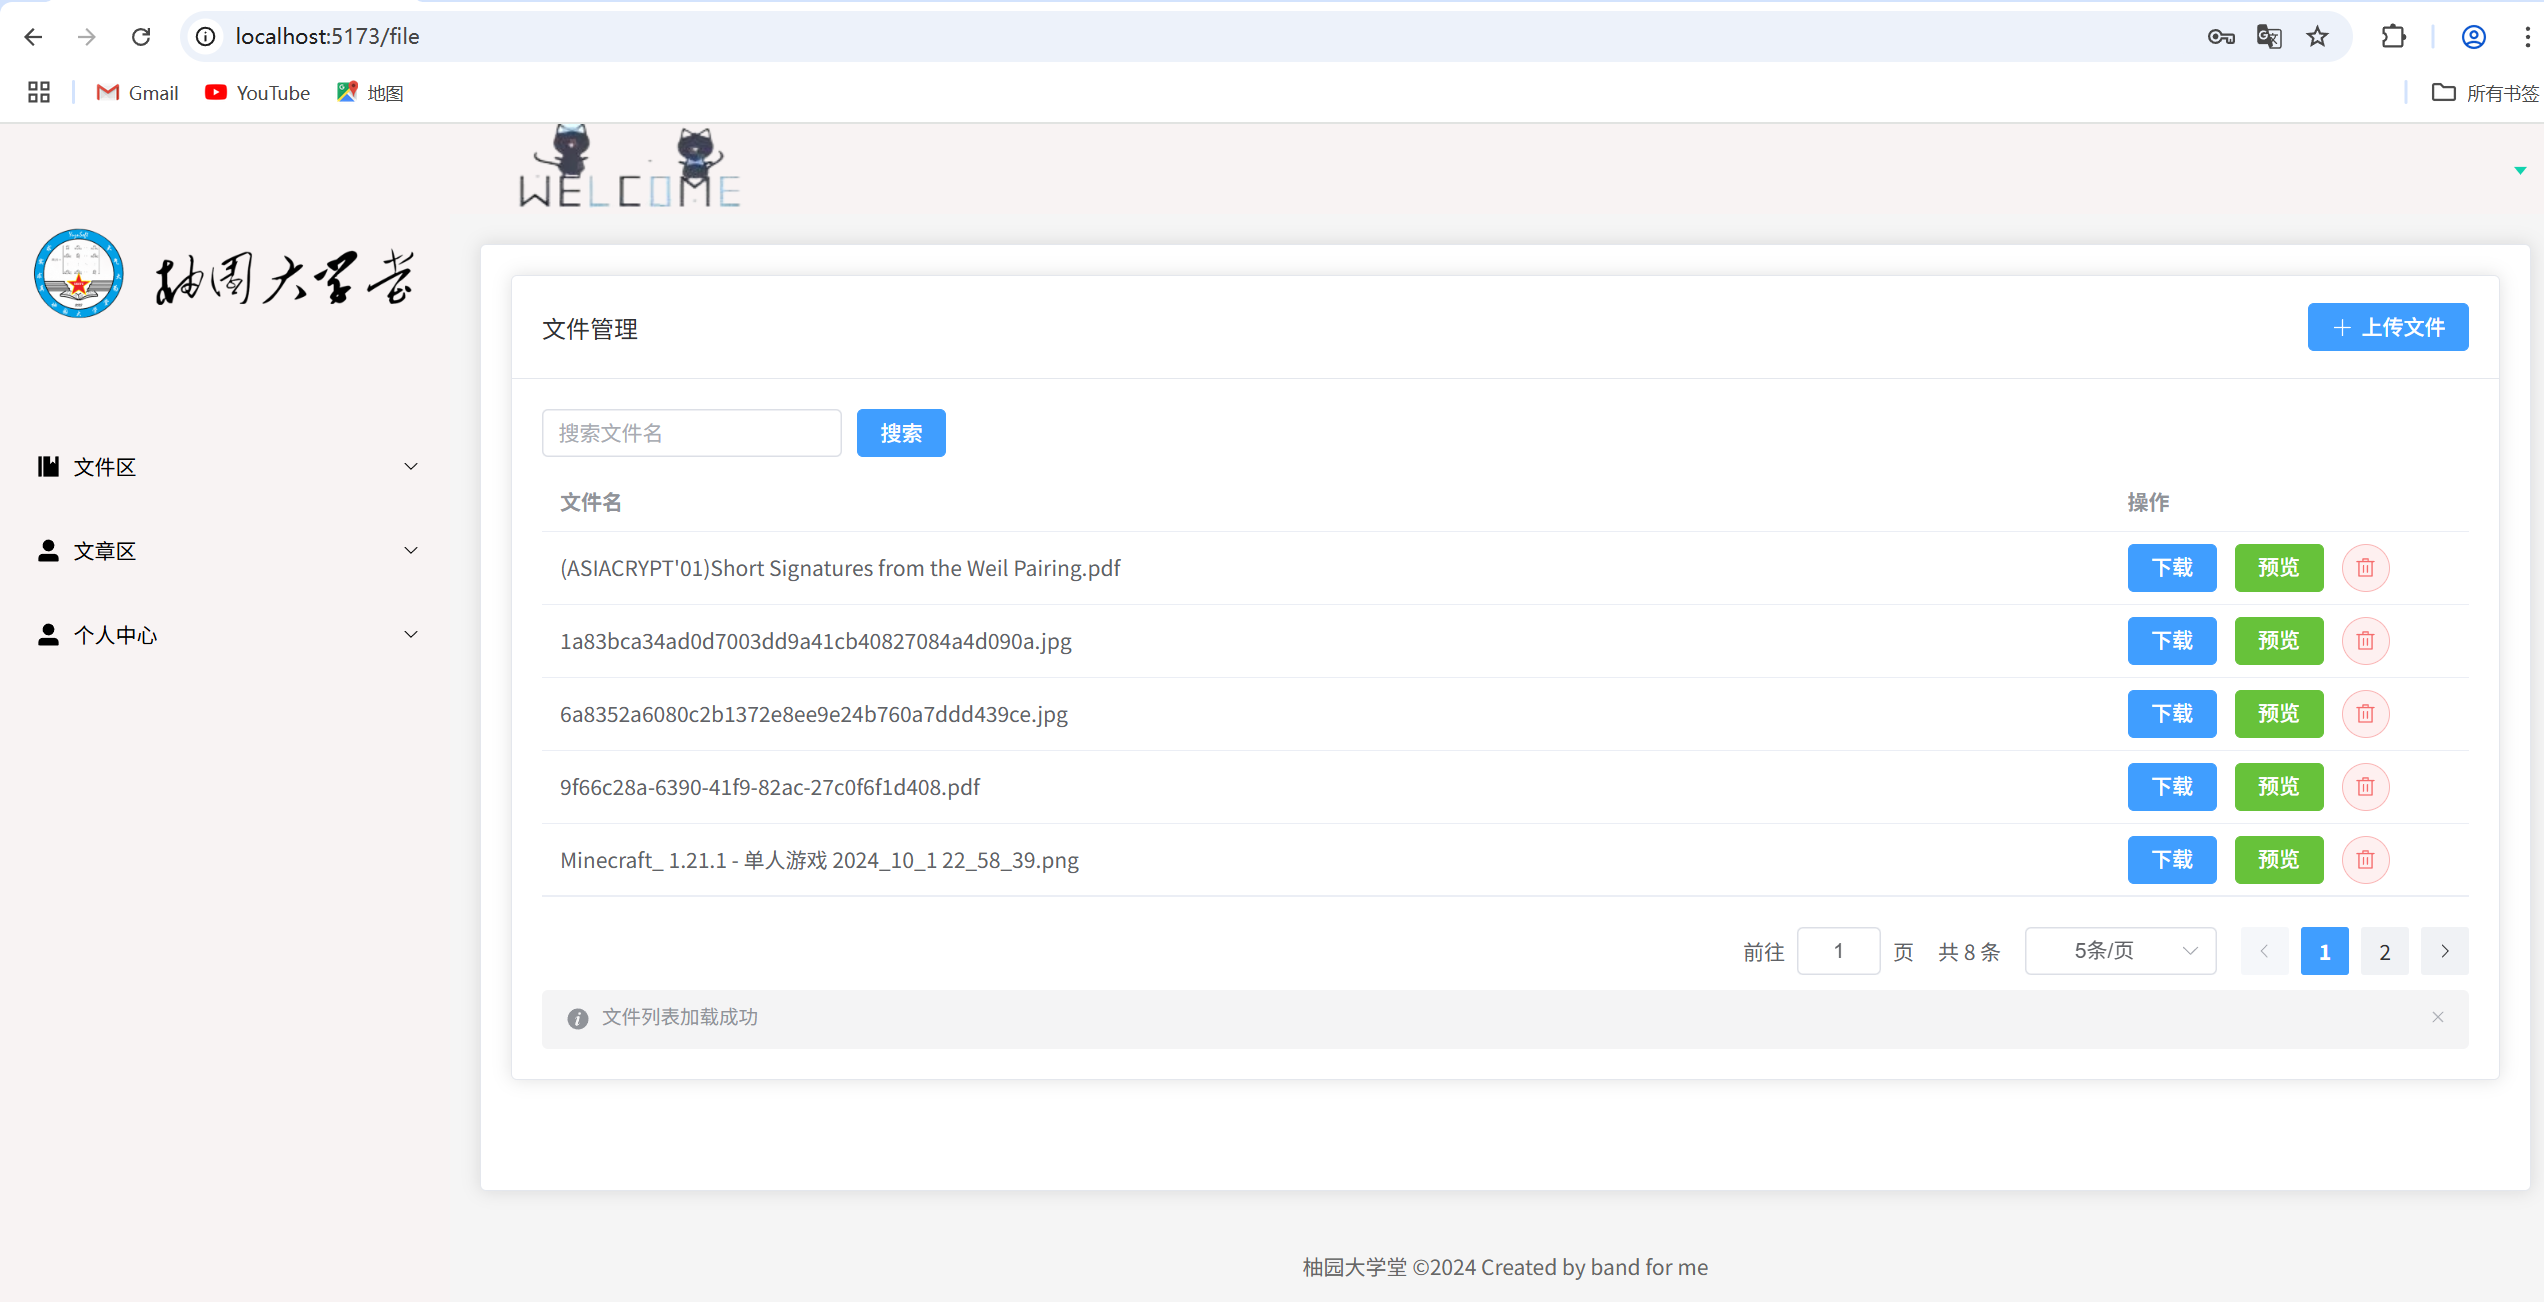 localhost:5173/file
Gmail
YouTube
地图
所有书签
WELCOME
柚园大学堂
文件管理
上传文件
搜索文件名
搜索
文件区
文章区
个人中心
文件名
操作
(ASIACRYPT'01)Short Signatures from the Weil Pairing.pdf
下载
预览
1a83bca34ad0d7003dd9a41cb40827084a4d090a.jpg
下载
预览
6a8352a6080c2b1372e8ee9e24b760a7ddd439ce.jpg
下载
预览
9f66c28a-6390-41f9-82ac-27c0f6f1d408.pdf
下载
预览
Minecraft_ 1.21.1 - 单人游戏 2024_10_1 22_58_39.png
下载
预览
前往 1 页 共 8 条 5条/页 1 2
文件列表加载成功
柚园大学堂 ©2024 Created by band for me